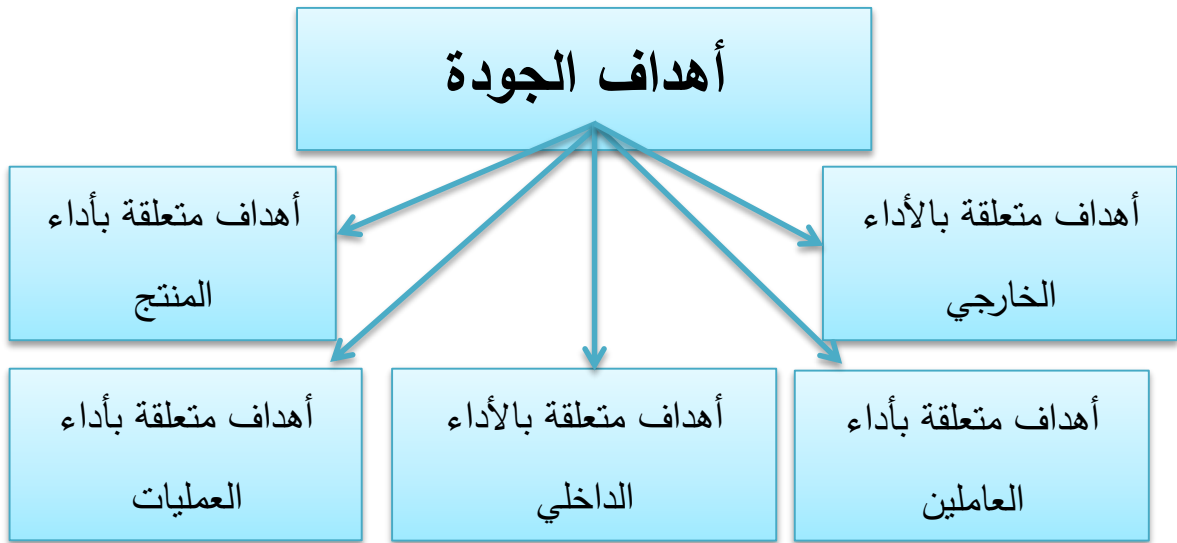 أهداف الجودة
أهداف متعلقة بالأداء
الخارجي
أهداف متعلقة بأداء
المنتج
أهداف متعلقة بأداء
العاملين
أهداف متعلقة بالأداء
الداخلي
أهداف متعلقة بأداء
العمليات